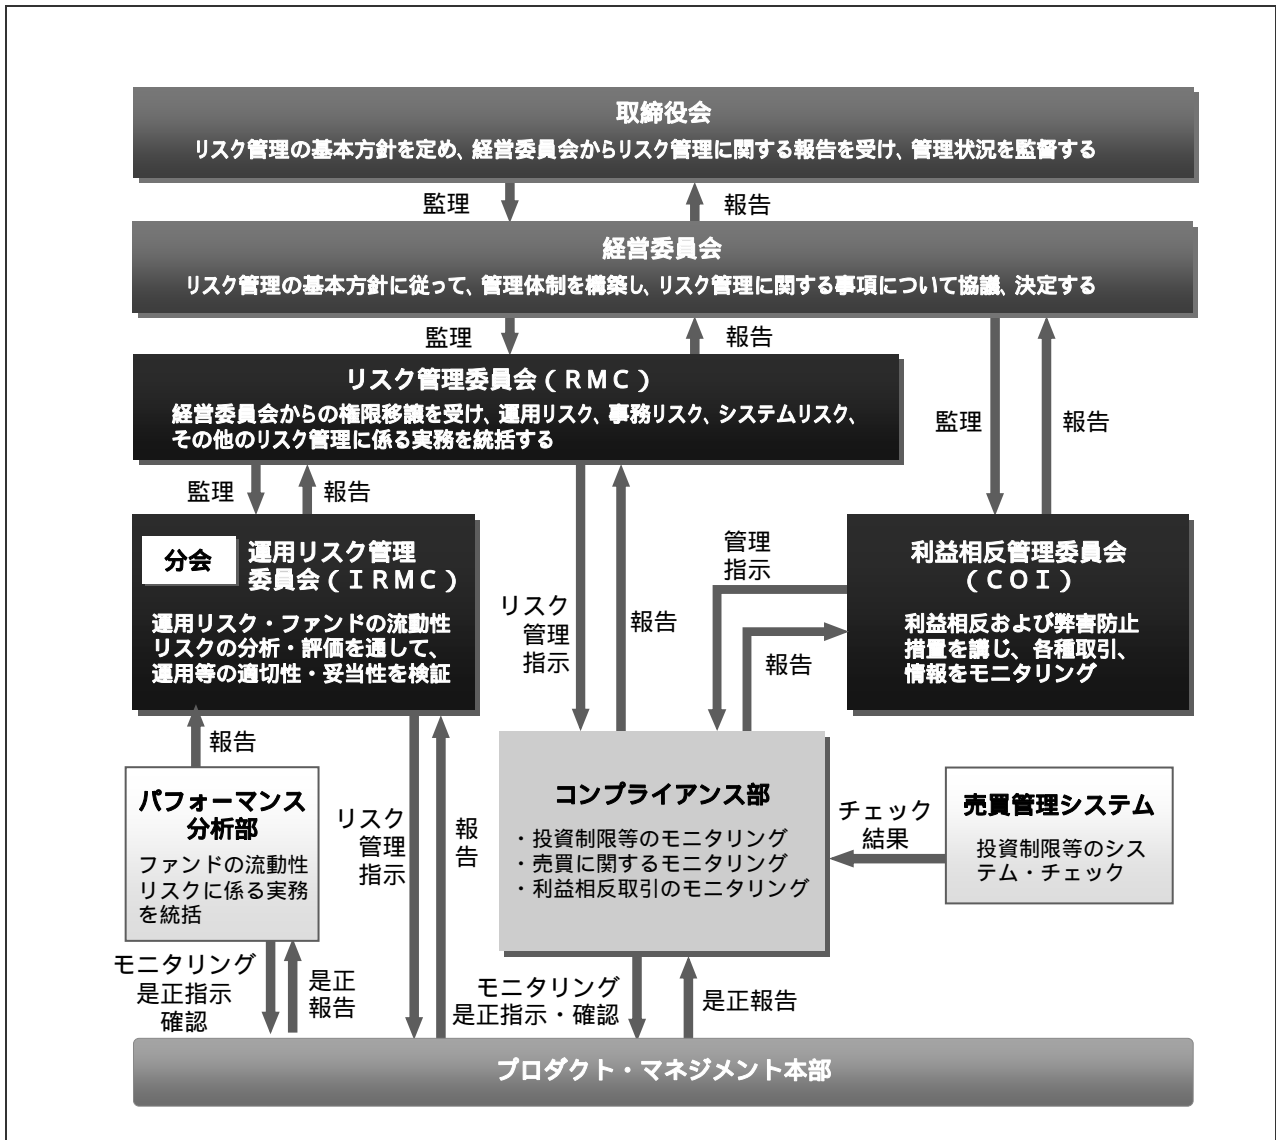 取締役会
リスク管理の基本方針を定め、経営委員会からリスク管理に関する報告を受け、管理状況を監督する
監理
報告
経営委員会
リスク管理の基本方針に従って、管理体制を構築し、リスク管理に関する事項について協議、決定する
監理
報告
リスク管理委員会（ＲＭＣ）
経営委員会からの権限移譲を受け、運用リスク、事務リスク、システムリスク、
その他のリスク管理に係る実務を統括する
監理
報告
監理
報告
分会
運用リスク管理
委員会（ＩＲＭＣ）
運用リスク・ファンドの流動性
リスクの分析・評価を通して、
運用等の適切性・妥当性を検証
リスク
管理
指示
報告
管理
指示
報告
利益相反管理委員会
（ＣＯＩ）
利益相反および弊害防止
措置を講じ、各種取引、
情報をモニタリング
報告
パフォーマンス
分析部
ファンドの流動性
リスクに係る実務
を統括
リスク
管理
指示
報
告
コンプライアンス部
・投資制限等のモニタリング
・売買に関するモニタリング
・利益相反取引のモニタリング
チェック
結果
売買管理システム
投資制限等のシス
テム・チェック
モニタリング
是正指示
確認
是正
報告
モニタリング
是正指示・確認
是正報告
プロダクト・マネジメント本部